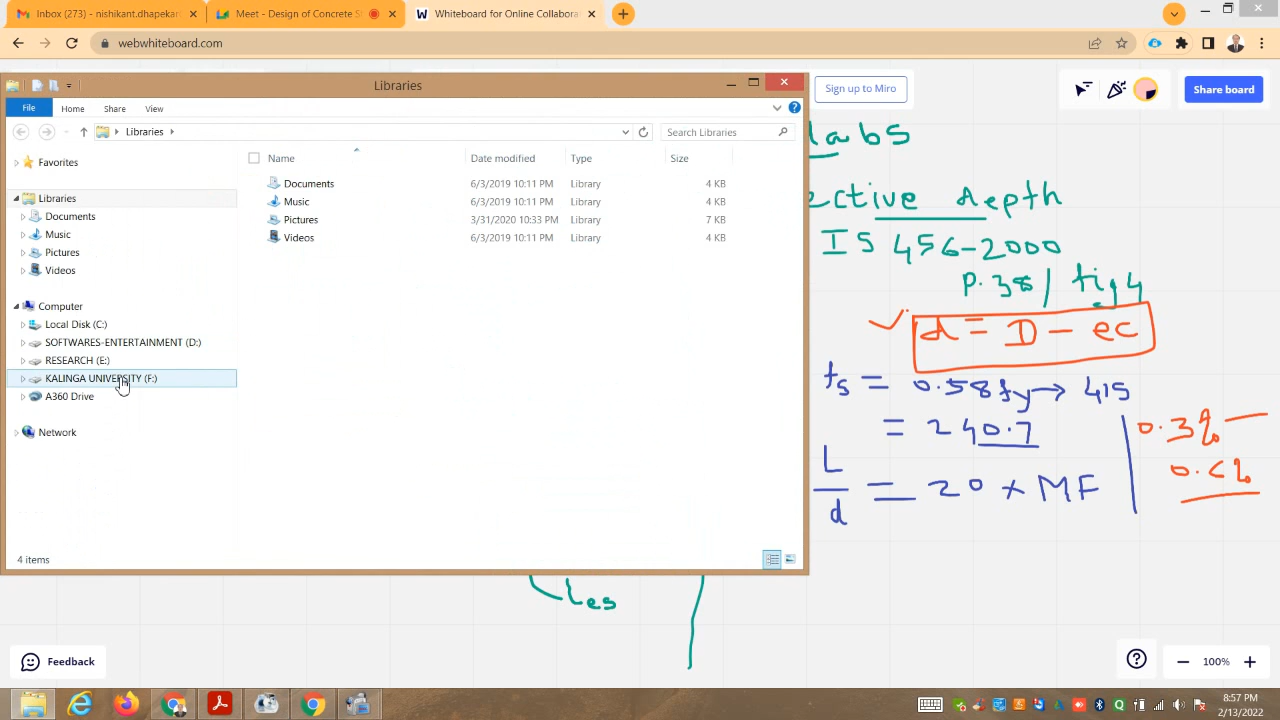 Inbox (273) - nishikant.dhapekar
Meet - Design of Concrete S
Whiteboard for Online Collabora
webwhiteboard.com
Libraries
File
Home
Share
View
Libraries
Search Libraries
Favorites
Libraries
Documents
Music
Pictures
Videos
Computer
Local Disk (C:)
SOFTWARES-ENTERTAINMENT (D:)
RESEARCH (E:)
KALINGA UNIVERSITY (F:)
A360 Drive
Network
Name Date modified Type Size
Documents 6/3/2019 10:11 PM Library 4 KB
Music 6/3/2019 10:11 PM Library 4 KB
Pictures 3/31/2020 10:33 PM Library 7 KB
Videos 6/3/2019 10:11 PM Library 4 KB
4 items
Sign up to Miro
Share board
labs
ective depth
IS 456-2000
P.38 / fig 4
d = D - ec
fs = 0.58 fy → 415
= 240.7
L/d = 20 × MF
0.3%
Les
Feedback
100%
8:57 PM
2/13/2022